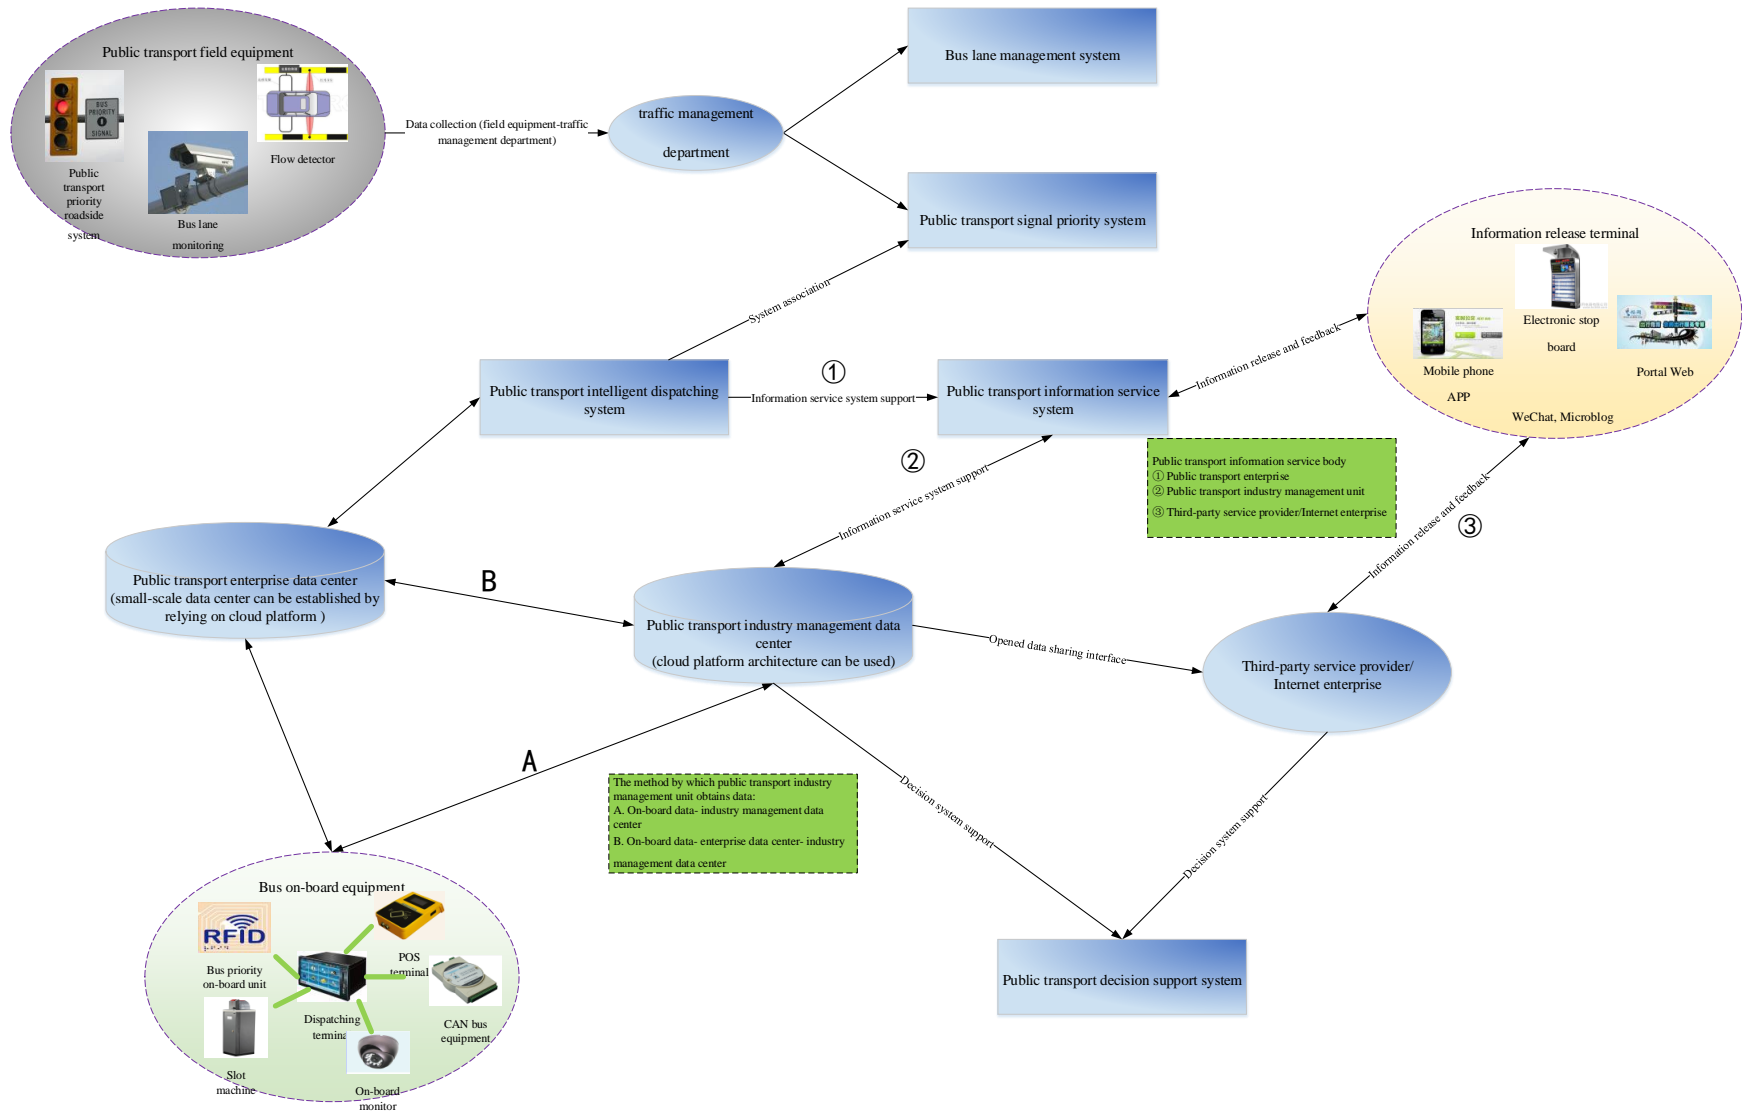 Public transport field equipment
BUS
PRIORITY
SIGNAL
Flow detector
Public
transport
priority
roadside
system
Bus lane
monitoring
Data collection (field equipment-traffic
management department)
traffic management
department
Bus lane management system
Public transport signal priority system
System association
Information release terminal
Electronic stop
board
Mobile phone
APP
Portal Web
WeChat, Microblog
Information release and feedback
Public transport intelligent dispatching
system
①
Information service system support
Public transport information service
system
②
Information service system support
Public transport information service body
① Public transport enterprise
② Public transport industry management unit
③ Third-party service provider/Internet enterprise
Information release and feedback
③
Public transport enterprise data center
(small-scale data center can be established by
relying on cloud platform )
B
Public transport industry management data
center
(cloud platform architecture can be used)
Opened data sharing interface
Third-party service provider/
Internet enterprise
A
The method by which public transport industry
management unit obtains data:
A. On-board data- industry management data
center
B. On-board data- enterprise data center- industry
management data center
Decision system support
Decision system support
Public transport decision support system
Bus on-board equipment
RFID
Bus priority
on-board unit
POS
terminal
Dispatching
terminal
CAN bus
equipment
Slot
machine
On-board
monitor